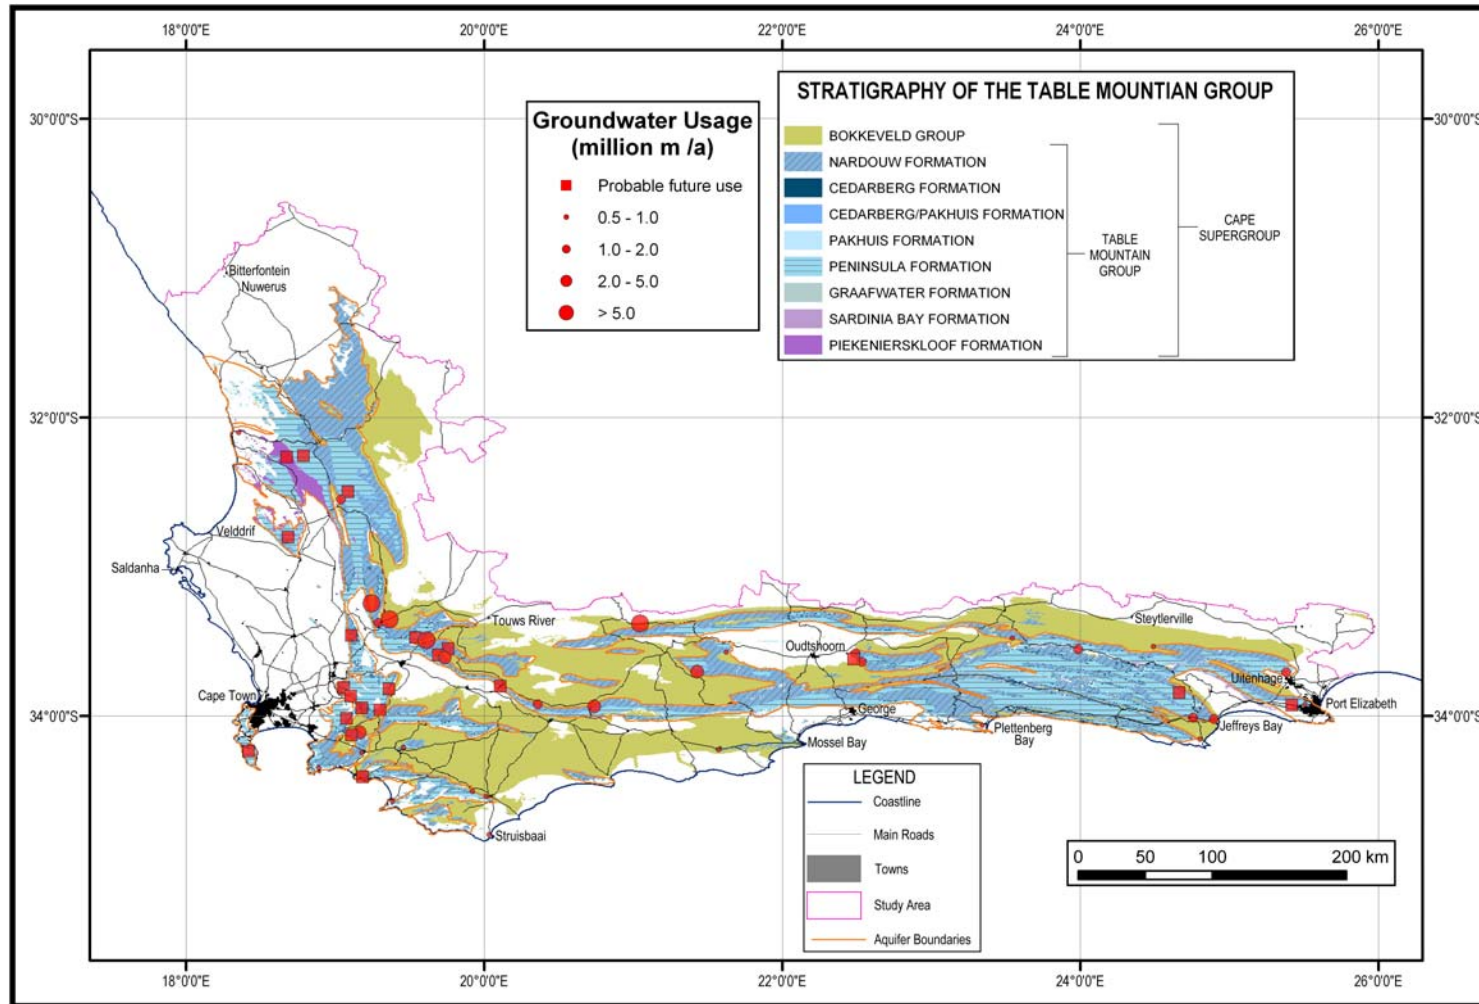 18°0'0"E 20°0'0"E 22°0'0"E 24°0'0"E 26°0'0"E
30°0'0"S 30°0'0"S
32°0'0"S 32°0'0"S
34°0'0"S 34°0'0"S
Groundwater Usage
(million m /a)
Probable future use
0.5 - 1.0
1.0 - 2.0
2.0 - 5.0
> 5.0
STRATIGRAPHY OF THE TABLE MOUNTIAN GROUP
BOKKEVELD GROUP
NARDOUW FORMATION
CEDARBERG FORMATION
CEDARBERG/PAKHUIS FORMATION
PAKHUIS FORMATION
PENINSULA FORMATION
GRAAFWATER FORMATION
SARDINIA BAY FORMATION
PIEKENIERSKLOOF FORMATION
TABLE
MOUNTAIN
GROUP
CAPE
SUPERGROUP
Bitterfontein
Nuwerus
Velddrif
Saldanha
Touws River
Steytlerville
Oudtshoorn
Uitenhage
Cape Town
Port Elizabeth
George
Plettenberg
Bay
Jeffreys Bay
Mossel Bay
Struisbaai
LEGEND
Coastline
Main Roads
Towns
Study Area
Aquifer Boundaries
0 50 100 200 km
18°0'0"E 20°0'0"E 22°0'0"E 24°0'0"E 26°0'0"E